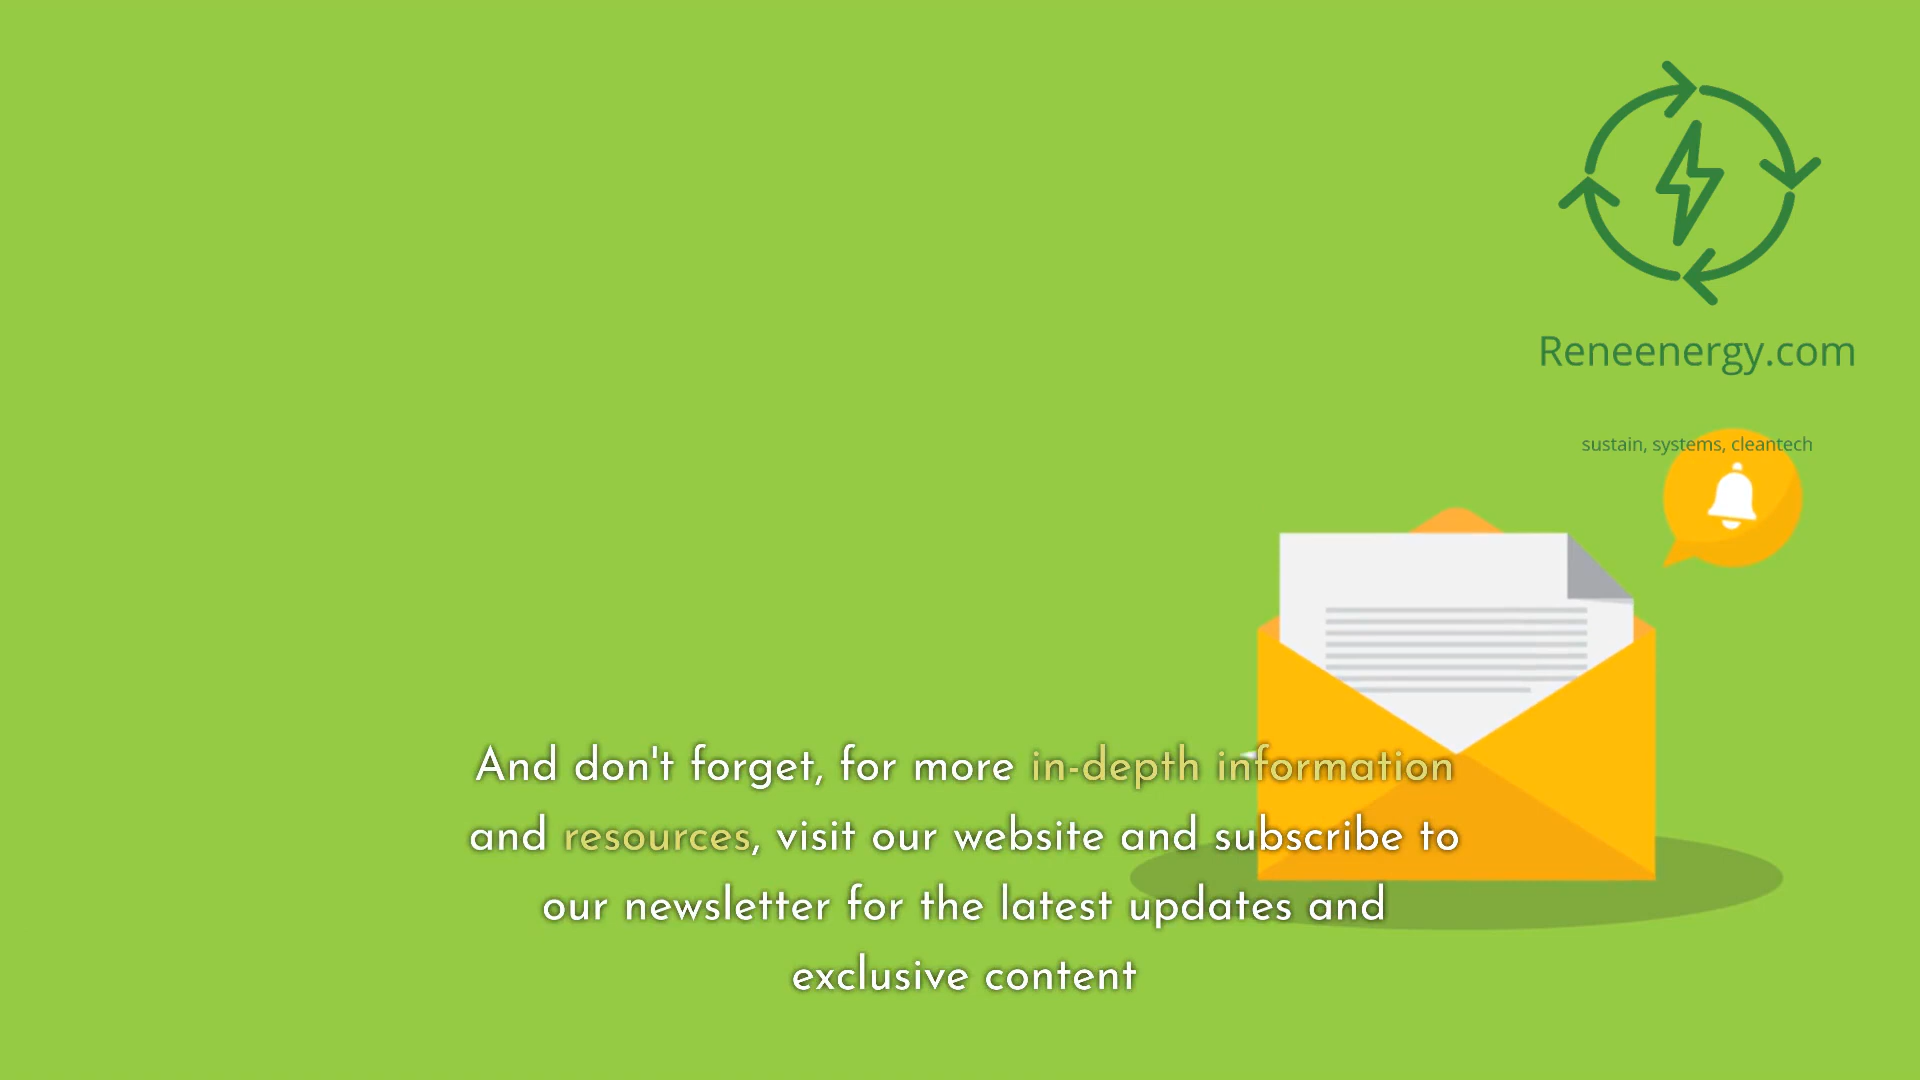 Reneenergy.com
sustain, systems, cleantech
And don't forget, for more in-depth information
and resources, visit our website and subscribe to
our newsletter for the latest updates and
exclusive content